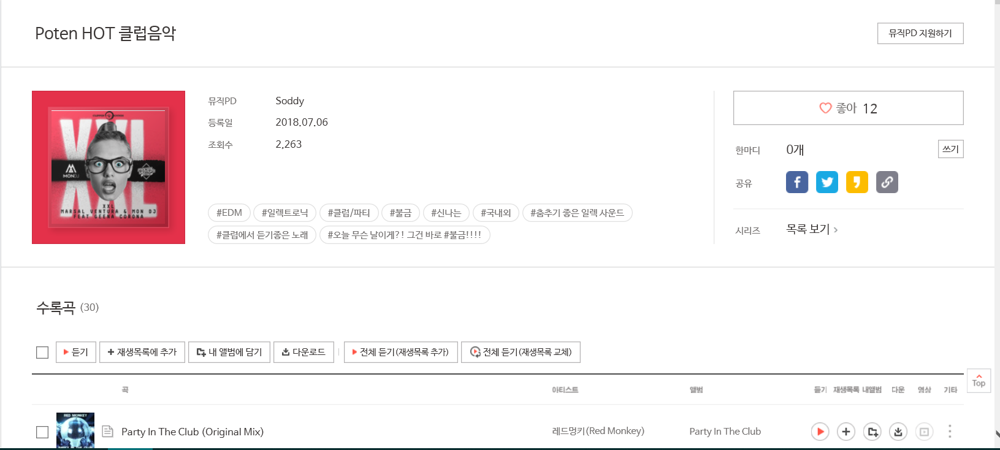 Poten HOT 클럽음악
뮤직PD 지원하기
XXL
MON DJ
XXL
MARSAL VENTURA & MON DJ
FEAT GEENA CORONA
뮤직PD Soddy
등록일 2018.07.06
조회수 2,263
#EDM #일렉트로닉 #클럽/파티 #불금 #신나는 #국내외 #춤추기 좋은 일렉 사운드
#클럽에서 듣기좋은 노래 #오늘 무슨 날이게?! 그건 바로 #불금!!!!
좋아 12
한마디 0개 쓰기
공유
시리즈 목록 보기 >
수록곡 (30)
듣기 + 재생목록에 추가 내 앨범에 담기 다운로드 전체 듣기(재생목록 추가) 전체 듣기(재생목록 교체)
Top
곡 아티스트 앨범 듣기 재생목록 내앨범 다운 영상 기타
RED MONKEY
Party In The Club (Original Mix) 레드멍키(Red Monkey) Party In The Club